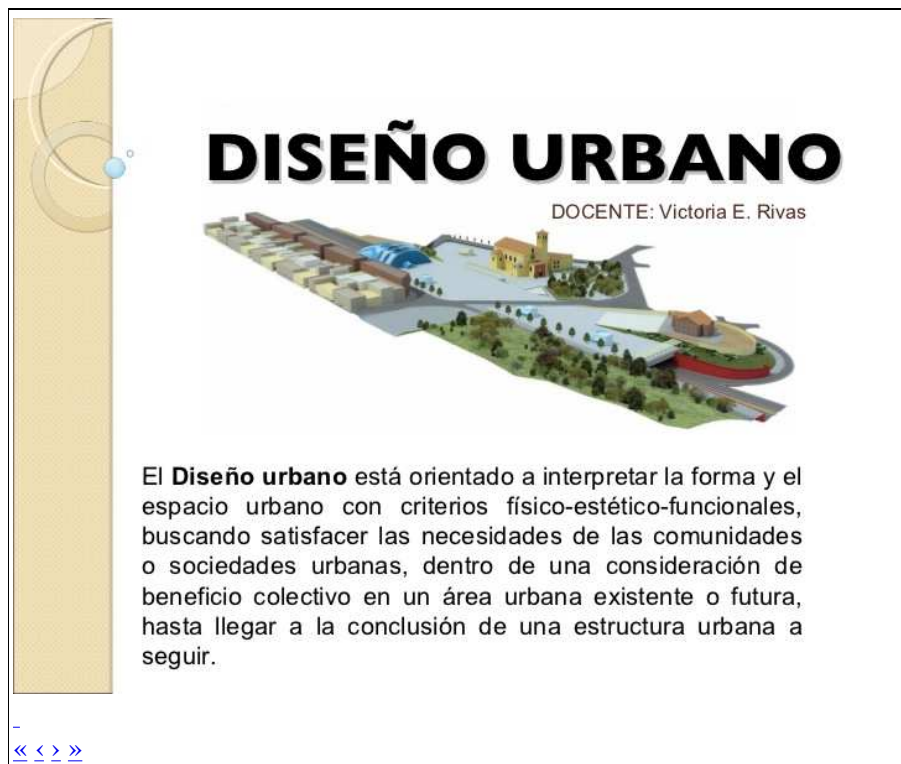 DISEÑO URBANO
DOCENTE: Victoria E. Rivas
El Diseño urbano está orientado a interpretar la forma y el
espacio urbano con criterios físico-estético-funcionales,
buscando satisfacer las necesidades de las comunidades
o sociedades urbanas, dentro de una consideración de
beneficio colectivo en un área urbana existente o futura,
hasta llegar a la conclusión de una estructura urbana a
seguir.
« ‹ › »